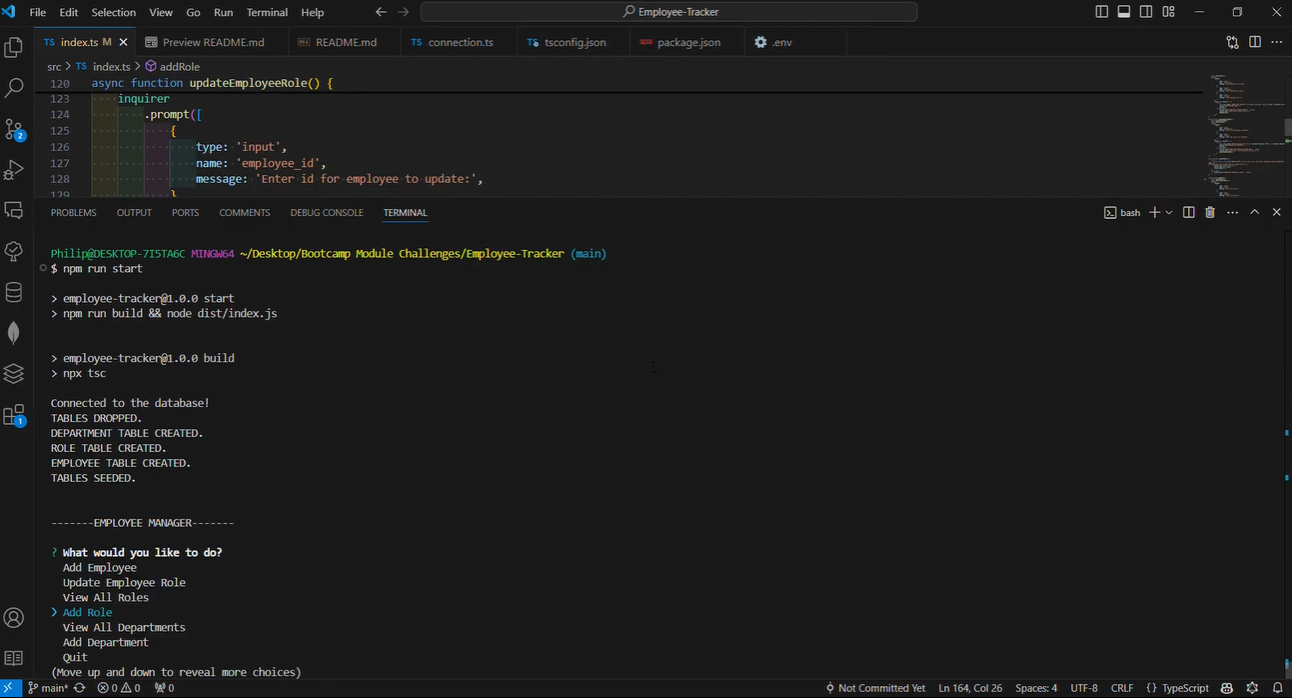 File Edit Selection View Go Run Terminal Help Employee-Tracker
TS index.ts M Preview README.md README.md TS connection.ts TS tsconfig.json package.json .env
src > TS index.ts > addRole
120 async function updateEmployeeRole() {
123 inquirer
124 .prompt([
125 {
126 type: 'input',
127 name: 'employee_id',
128 message: 'Enter id for employee to update:',
129 }
PROBLEMS OUTPUT PORTS COMMENTS DEBUG CONSOLE TERMINAL bash
Philip@DESKTOP-7I5TA6C MINGW64 ~/Desktop/Bootcamp Module Challenges/Employee-Tracker (main)
$ npm run start
> employee-tracker@1.0.0 start
> npm run build && node dist/index.js
> employee-tracker@1.0.0 build
> npx tsc
Connected to the database!
TABLES DROPPED.
DEPARTMENT TABLE CREATED.
ROLE TABLE CREATED.
EMPLOYEE TABLE CREATED.
TABLES SEEDED.
-------EMPLOYEE MANAGER-------
? What would you like to do?
Add Employee
Update Employee Role
View All Roles
❯ Add Role
View All Departments
Add Department
Quit
(Move up and down to reveal more choices)
2
1
main* 0 0 0 Not Committed Yet Ln 164, Col 26 Spaces: 4 UTF-8 CRLF {} TypeScript